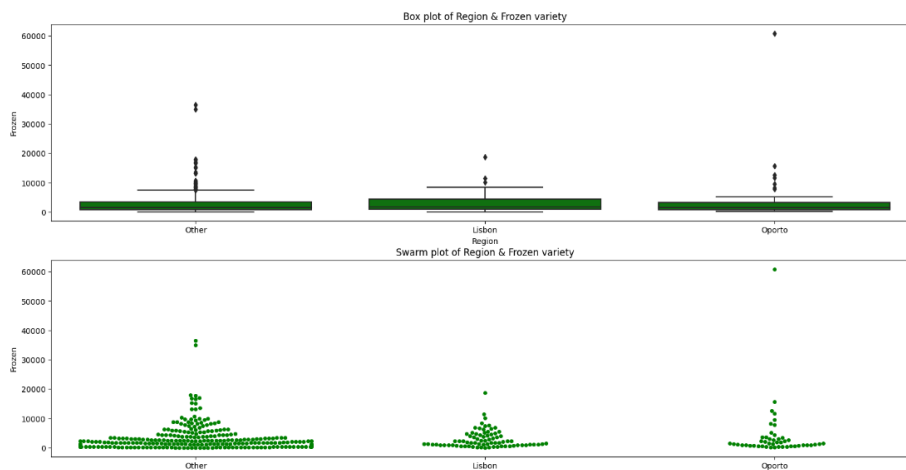 Box plot of Region & Frozen variety
60000
50000
40000
30000
20000
10000
0
Frozen
Other
Lisbon
Oporto
Region
Swarm plot of Region & Frozen variety
60000
50000
40000
30000
20000
10000
0
Frozen
Other
Lisbon
Oporto